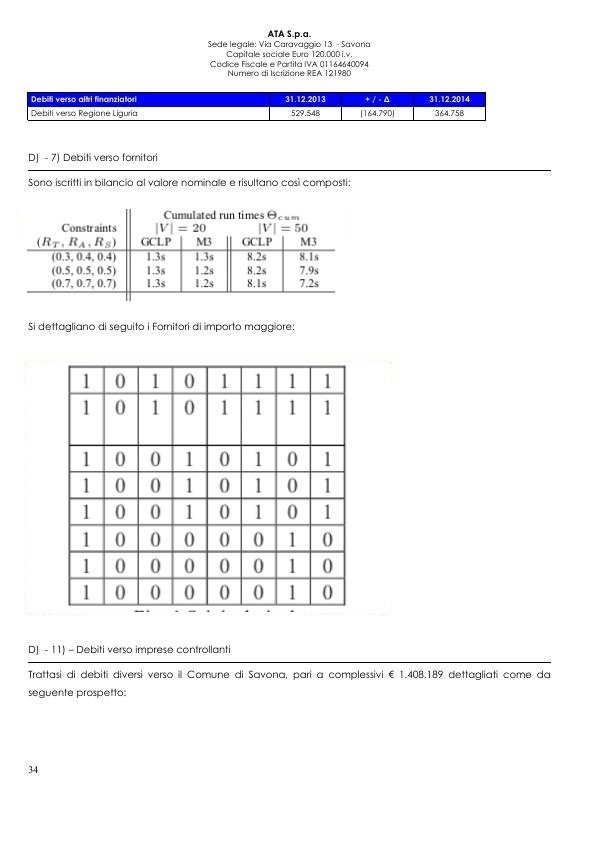 ATA S.p.a.
Sede legale: Via Caravaggio 13 - Savona
Capitale sociale Euro 120.000 i.v.
Codice Fiscale e Partita IVA 01164640094
Numero di Iscrizione REA 121980
Debiti verso altri finanziatori 31.12.2013 + / - Δ 31.12.2014
Debiti verso Regione Liguria 529.548 (164.790) 364.758
D) - 7) Debiti verso fornitori
Sono iscritti in bilancio al valore nominale e risultano così composti:
Cumulated run times Θcum
Constraints |V| = 20 |V| = 50
(RT, RA, RS) GCLP M3 GCLP M3
(0.3, 0.4, 0.4) 1.3s 1.3s 8.2s 8.1s
(0.5, 0.5, 0.5) 1.3s 1.2s 8.2s 7.9s
(0.7, 0.7, 0.7) 1.3s 1.2s 8.1s 7.2s
Si dettagliano di seguito i Fornitori di importo maggiore:
1 0 1 0 1 1 1 1
1 0 1 0 1 1 1 1
1 0 0 1 0 1 0 1
1 0 0 1 0 1 0 1
1 0 0 1 0 1 0 1
1 0 0 0 0 0 1 0
1 0 0 0 0 0 1 0
1 0 0 0 0 0 1 0
D) - 11) – Debiti verso imprese controllanti
Trattasi di debiti diversi verso il Comune di Savona, pari a complessivi € 1.408.189 dettagliati come da
seguente prospetto:
34